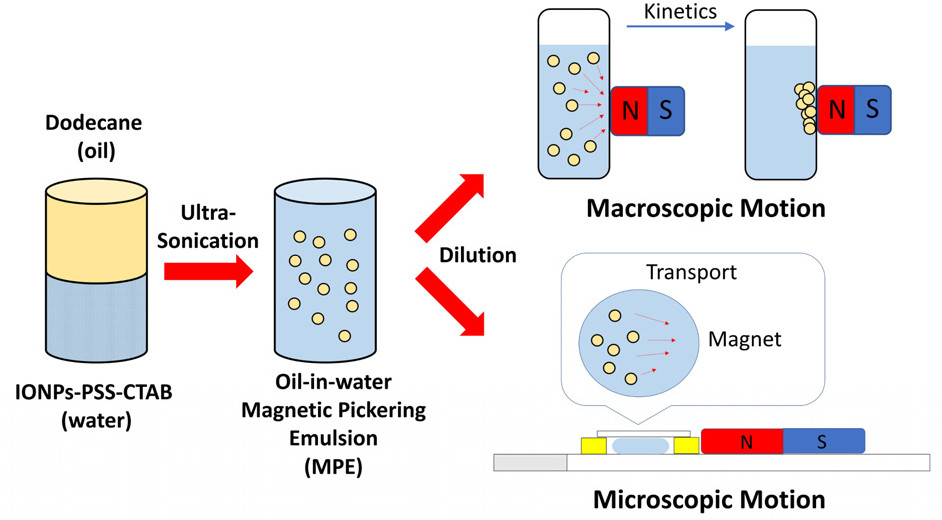 Dodecane
(oil)
IONPs-PSS-CTAB
(water)
Ultra-
Sonication
Oil-in-water
Magnetic Pickering
Emulsion
(MPE)
Dilution
Kinetics
N S
N S
Macroscopic Motion
Transport
Magnet
N S
Microscopic Motion